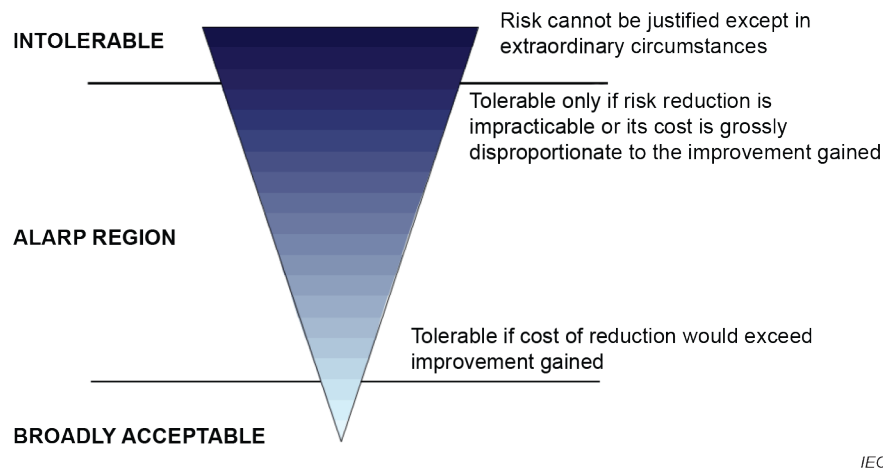 INTOLERABLE
Risk cannot be justified except in
extraordinary circumstances
Tolerable only if risk reduction is
impracticable or its cost is grossly
disproportionate to the improvement gained
ALARP REGION
Tolerable if cost of reduction would exceed
improvement gained
BROADLY ACCEPTABLE
IEC